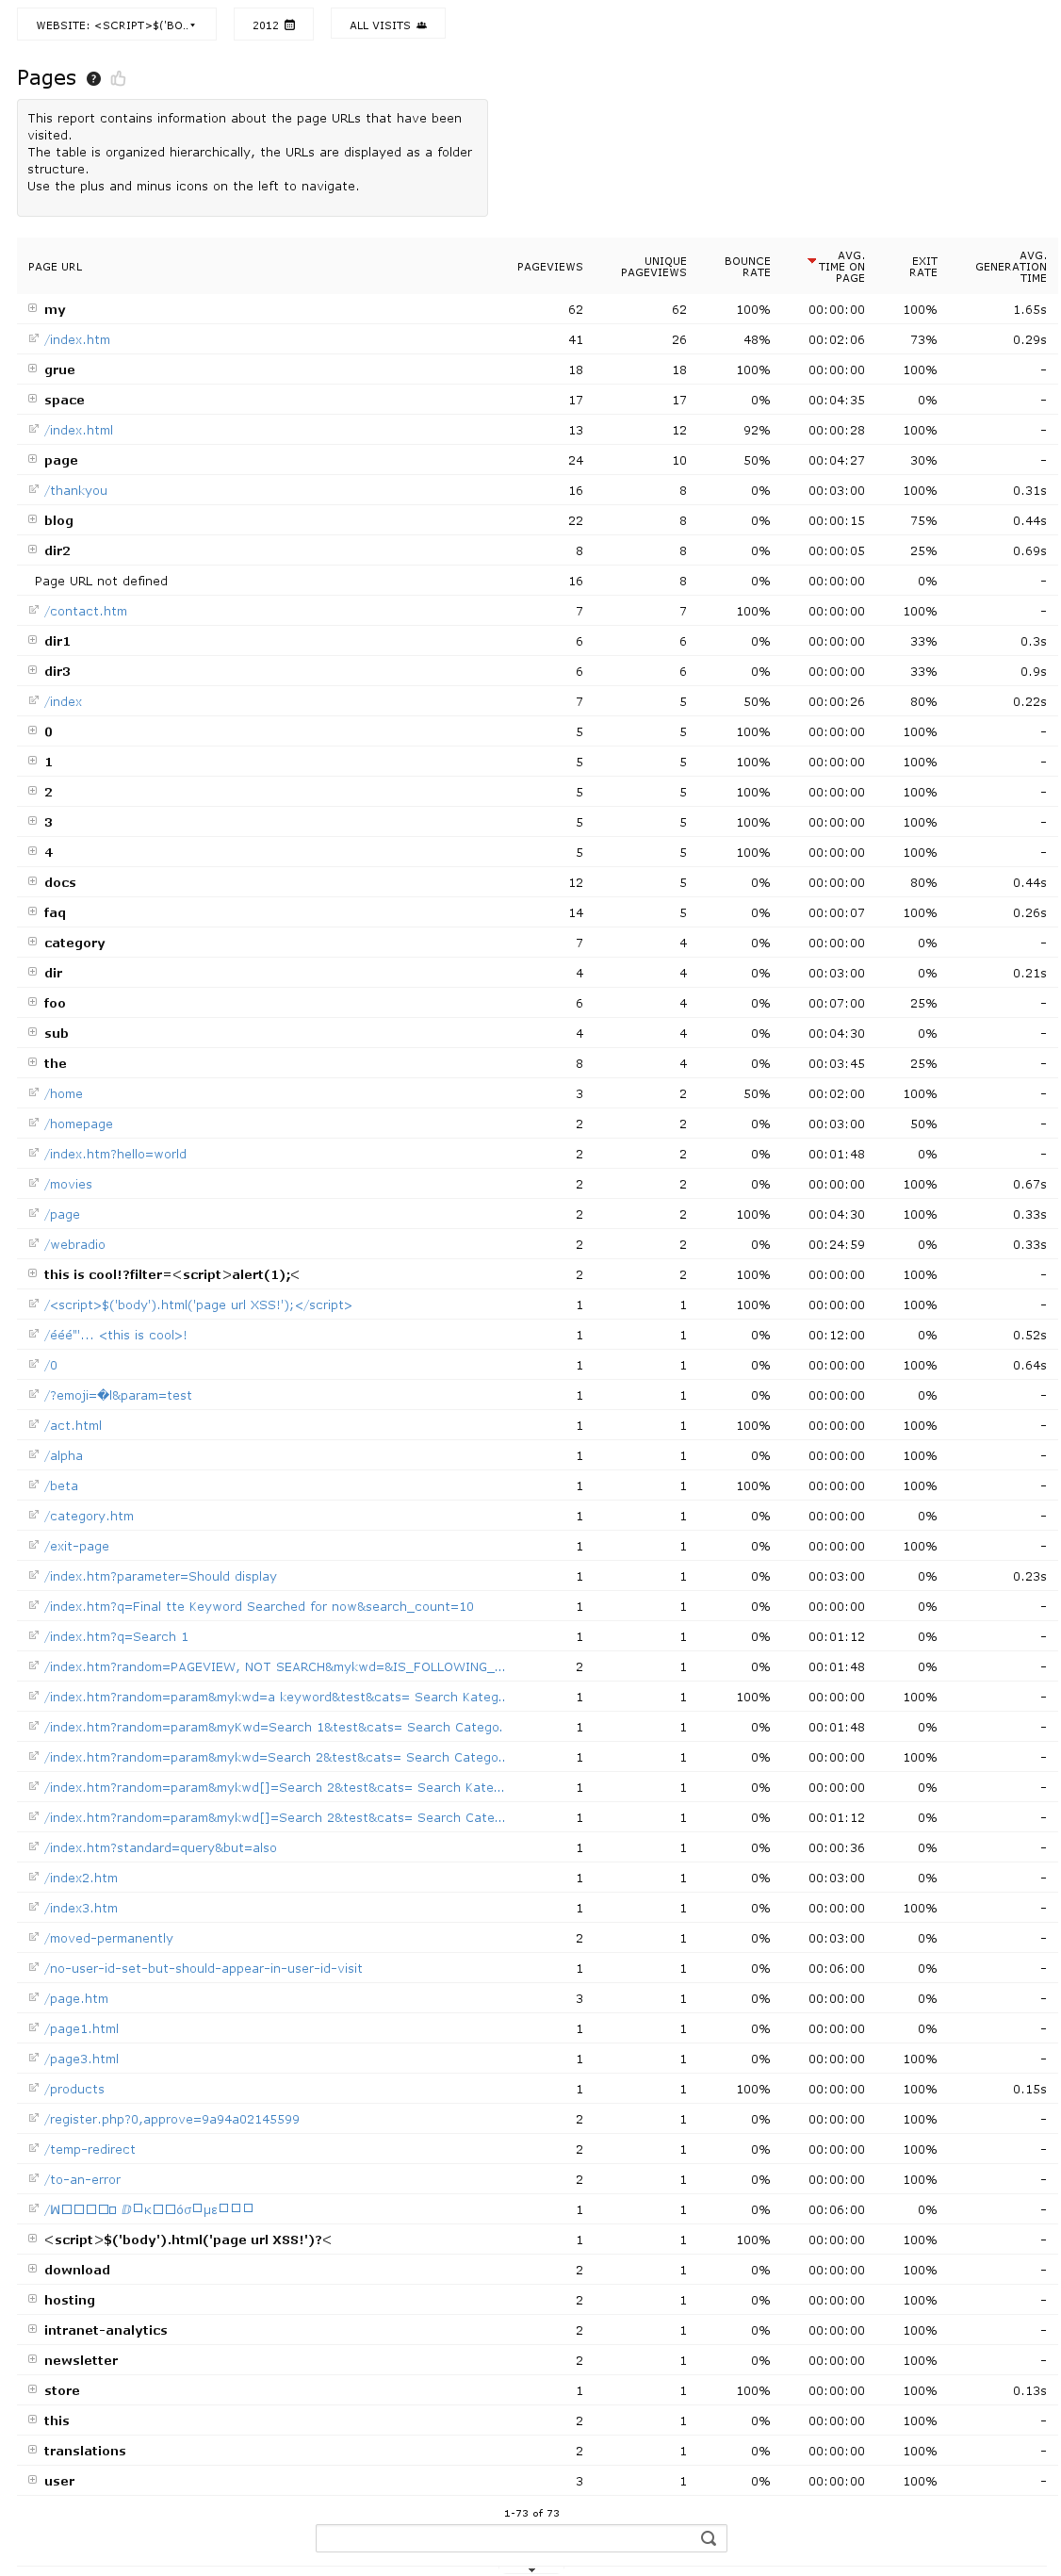 WEBSITE: <SCRIPT>$('BO.. 2012 ALL VISITS
Pages
This report contains information about the page URLs that have been
visited.
The table is organized hierarchically, the URLs are displayed as a folder
structure.
Use the plus and minus icons on the left to navigate.
PAGE URL PAGEVIEWS UNIQUE PAGEVIEWS BOUNCE RATE AVG. TIME ON PAGE EXIT RATE AVG. GENERATION TIME
my 62 62 100% 00:00:00 100% 1.65s
/index.htm 41 26 48% 00:02:06 73% 0.29s
grue 18 18 100% 00:00:00 100% -
space 17 17 0% 00:04:35 0% -
/index.html 13 12 92% 00:00:28 100% -
page 24 10 50% 00:04:27 30% -
/thankyou 16 8 0% 00:03:00 100% 0.31s
blog 22 8 0% 00:00:15 75% 0.44s
dir2 8 8 0% 00:00:05 25% 0.69s
Page URL not defined 16 8 0% 00:00:00 0% -
/contact.htm 7 7 100% 00:00:00 100% -
dir1 6 6 0% 00:00:00 33% 0.3s
dir3 6 6 0% 00:00:00 33% 0.9s
/index 7 5 50% 00:00:26 80% 0.22s
0 5 5 100% 00:00:00 100% -
1 5 5 100% 00:00:00 100% -
2 5 5 100% 00:00:00 100% -
3 5 5 100% 00:00:00 100% -
4 5 5 100% 00:00:00 100% -
docs 12 5 0% 00:00:00 80% 0.44s
faq 14 5 0% 00:00:07 100% 0.26s
category 7 4 0% 00:00:00 0% -
dir 4 4 0% 00:03:00 0% 0.21s
foo 6 4 0% 00:07:00 25% -
sub 4 4 0% 00:04:30 0% -
the 8 4 0% 00:03:45 25% -
/home 3 2 50% 00:02:00 100% -
/homepage 2 2 0% 00:03:00 50% -
/index.htm?hello=world 2 2 0% 00:01:48 0% -
/movies 2 2 0% 00:00:00 100% 0.67s
/page 2 2 100% 00:04:30 100% 0.33s
/webradio 2 2 0% 00:24:59 0% 0.33s
this is cool!?filter=<script>alert(1);< 2 2 100% 00:00:00 100% -
/<script>$('body').html('page url XSS!');</script> 1 1 100% 00:00:00 100% -
/ééé"'... <this is cool>! 1 1 0% 00:12:00 0% 0.52s
/0 1 1 0% 00:00:00 100% 0.64s
/?emoji=�l&param=test 1 1 0% 00:00:00 0% -
/act.html 1 1 100% 00:00:00 100% -
/alpha 1 1 0% 00:00:00 100% -
/beta 1 1 100% 00:00:00 100% -
/category.htm 1 1 0% 00:00:00 0% -
/exit-page 1 1 0% 00:00:00 100% -
/index.htm?parameter=Should display 1 1 0% 00:03:00 0% 0.23s
/index.htm?q=Final tte Keyword Searched for now&search_count=10 1 1 0% 00:00:00 0% -
/index.htm?q=Search 1 1 1 0% 00:01:12 0% -
/index.htm?random=PAGEVIEW, NOT SEARCH&mykwd=&IS_FOLLOWING_... 2 1 0% 00:01:48 0% -
/index.htm?random=param&mykwd=a keyword&test&cats= Search Kateg.. 1 1 100% 00:00:00 100% -
/index.htm?random=param&myKwd=Search 1&test&cats= Search Catego. 1 1 0% 00:01:48 0% -
/index.htm?random=param&mykwd=Search 2&test&cats= Search Catego.. 1 1 0% 00:00:00 100% -
/index.htm?random=param&mykwd[]=Search 2&test&cats= Search Kate... 1 1 0% 00:00:00 0% -
/index.htm?random=param&mykwd[]=Search 2&test&cats= Search Cate... 1 1 0% 00:01:12 0% -
/index.htm?standard=query&but=also 1 1 0% 00:00:36 0% -
/index2.htm 1 1 0% 00:03:00 0% -
/index3.htm 1 1 0% 00:00:00 100% -
/moved-permanently 2 1 0% 00:03:00 0% -
/no-user-id-set-but-should-appear-in-user-id-visit 1 1 0% 00:06:00 0% -
/page.htm 3 1 0% 00:00:00 0% -
/page1.html 1 1 0% 00:00:00 0% -
/page3.html 1 1 0% 00:00:00 100% -
/products 1 1 100% 00:00:00 100% 0.15s
/register.php?0,approve=9a94a02145599 2 1 0% 00:00:00 100% -
/temp-redirect 2 1 0% 00:00:00 100% -
/to-an-error 2 1 0% 00:00:00 100% -
1 1 0% 00:06:00 0% -
<script>$('body').html('page url XSS!')?< 1 1 100% 00:00:00 100% -
download 2 1 0% 00:00:00 100% -
hosting 2 1 0% 00:00:00 100% -
intranet-analytics 2 1 0% 00:00:00 100% -
newsletter 2 1 0% 00:00:00 100% -
store 1 1 100% 00:00:00 100% 0.13s
this 2 1 0% 00:00:00 100% -
translations 2 1 0% 00:00:00 100% -
user 3 1 0% 00:00:00 100% -
1-73 of 73